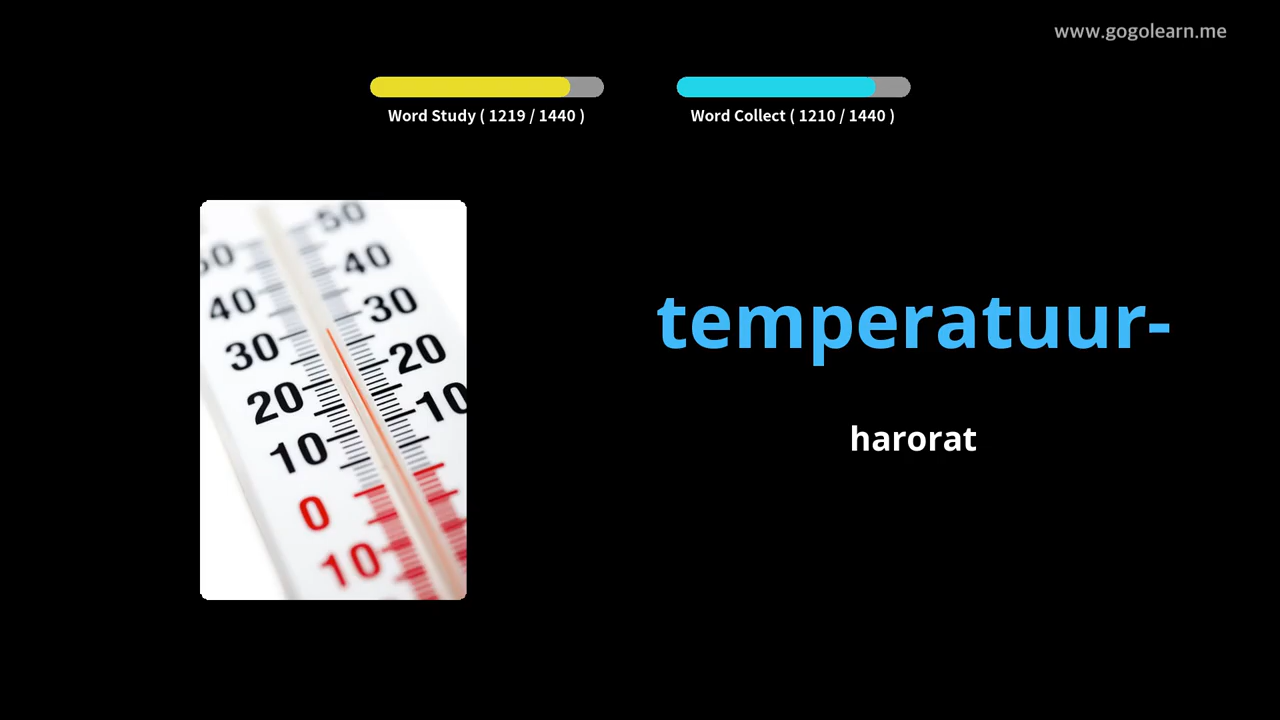 www.gogolearn.me
Word Study ( 1219 / 1440 )
Word Collect ( 1210 / 1440 )
50
40
40
30
30
20
20
10
10
0
10
temperatuur-
harorat